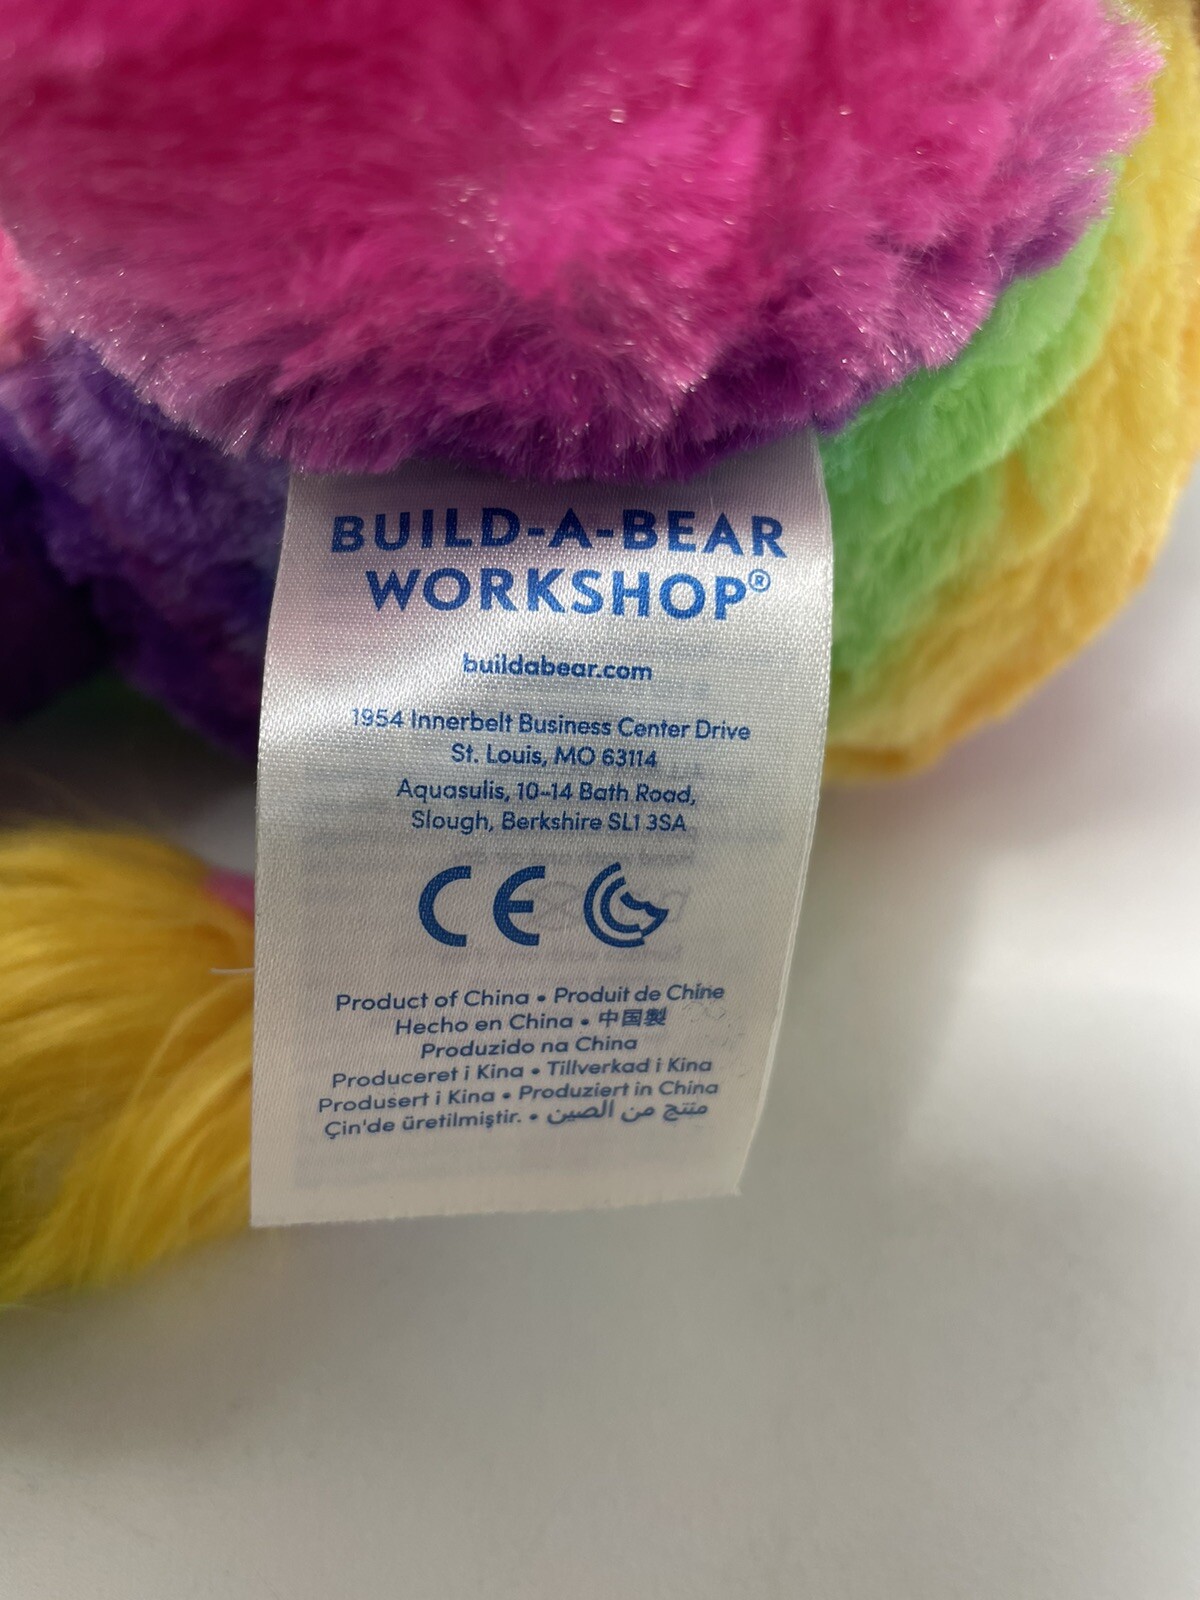 BUILD-A-BEAR
WORKSHOP®
buildabear.com
1954 Innerbelt Business Center Drive
St. Louis, MO 63114
Aquasulis, 10-14 Bath Road,
Slough, Berkshire SL1 3SA
CE
Product of China • Produit de Chine
Hecho en China • 中国製
Produzido na China
Produceret i Kina • Tillverkad i Kina
Produsert i Kina • Produziert in China
Çin'de üretilmiştir. • منتج من الصين